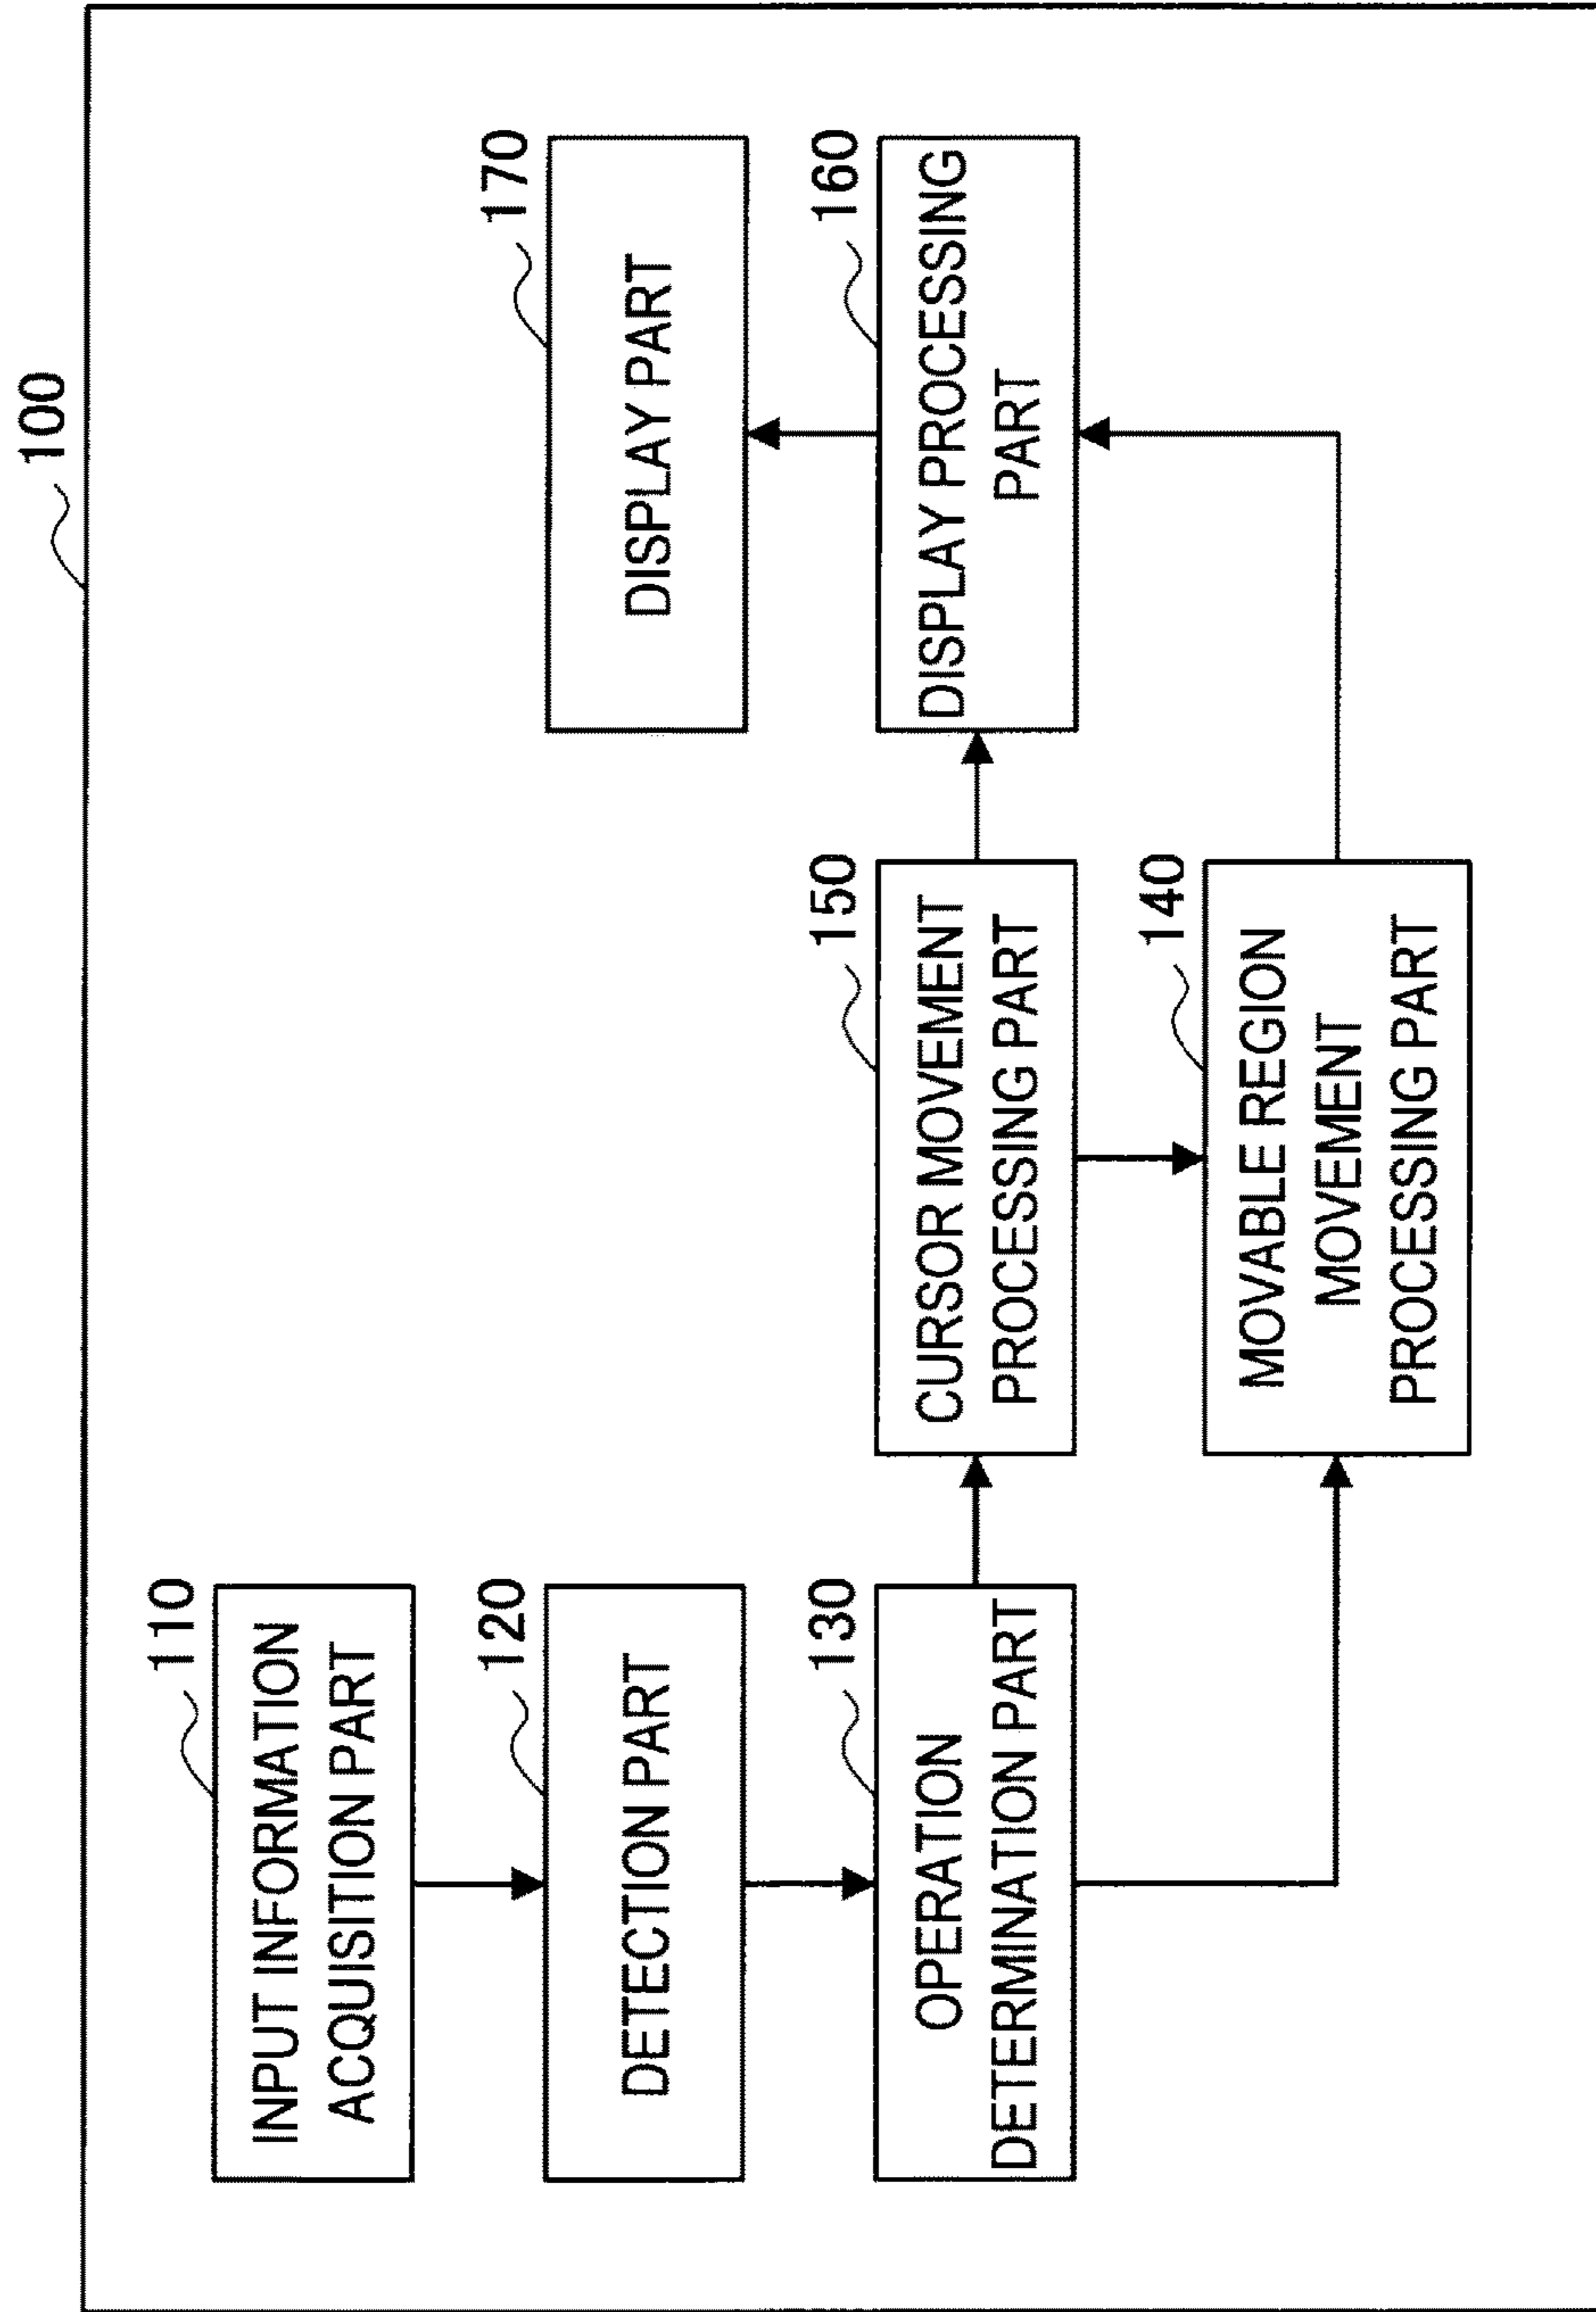 100
110
INPUT INFORMATION
ACQUISITION PART
120
DETECTION PART
130
OPERATION
DETERMINATION PART
150
CURSOR MOVEMENT
PROCESSING PART
140
MOVABLE REGION
MOVEMENT
PROCESSING PART
170
DISPLAY PART
160
DISPLAY PROCESSING
PART